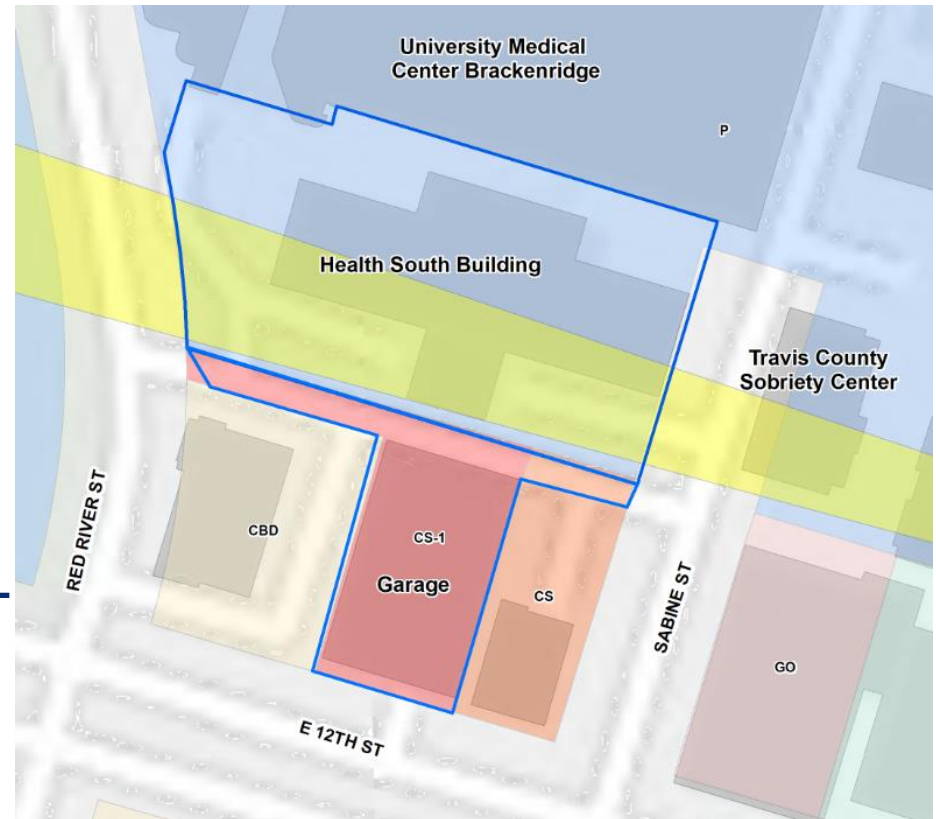 University Medical
Center Brackenridge
P
Health South Building
Travis County
Sobriety Center
RED RIVER ST
CBD
CS-1
Garage
CS
SABINE ST
GO
E 12TH ST